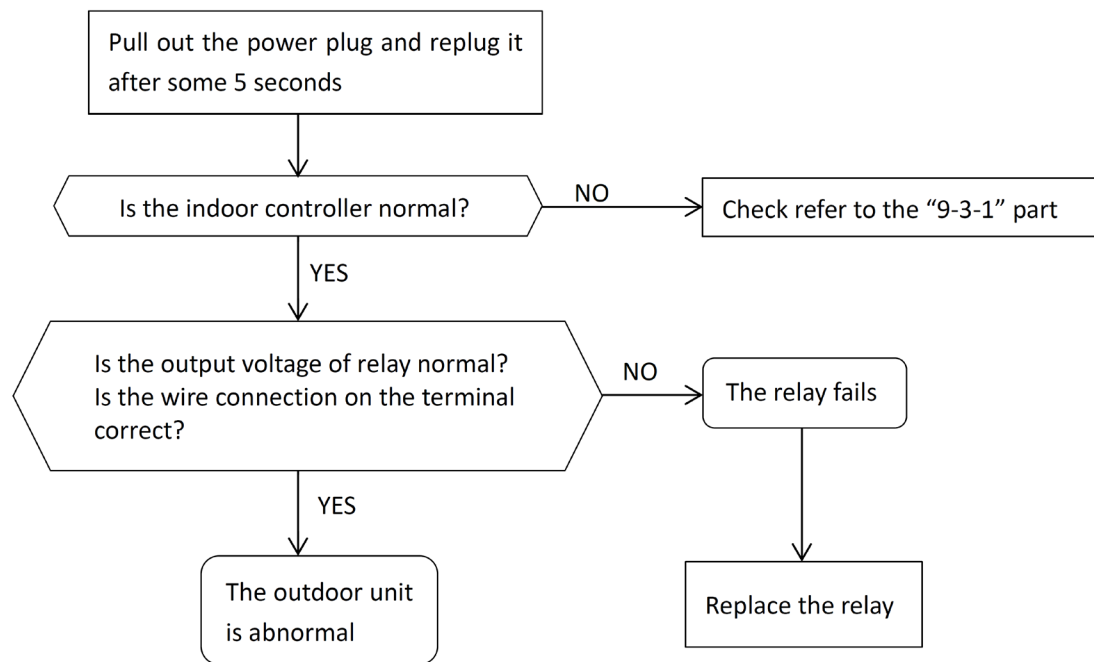 Pull out the power plug and replug it
after some 5 seconds
Is the indoor controller normal?
NO
Check refer to the “9-3-1” part
YES
Is the output voltage of relay normal?
Is the wire connection on the terminal
correct?
NO
The relay fails
YES
The outdoor unit
is abnormal
Replace the relay